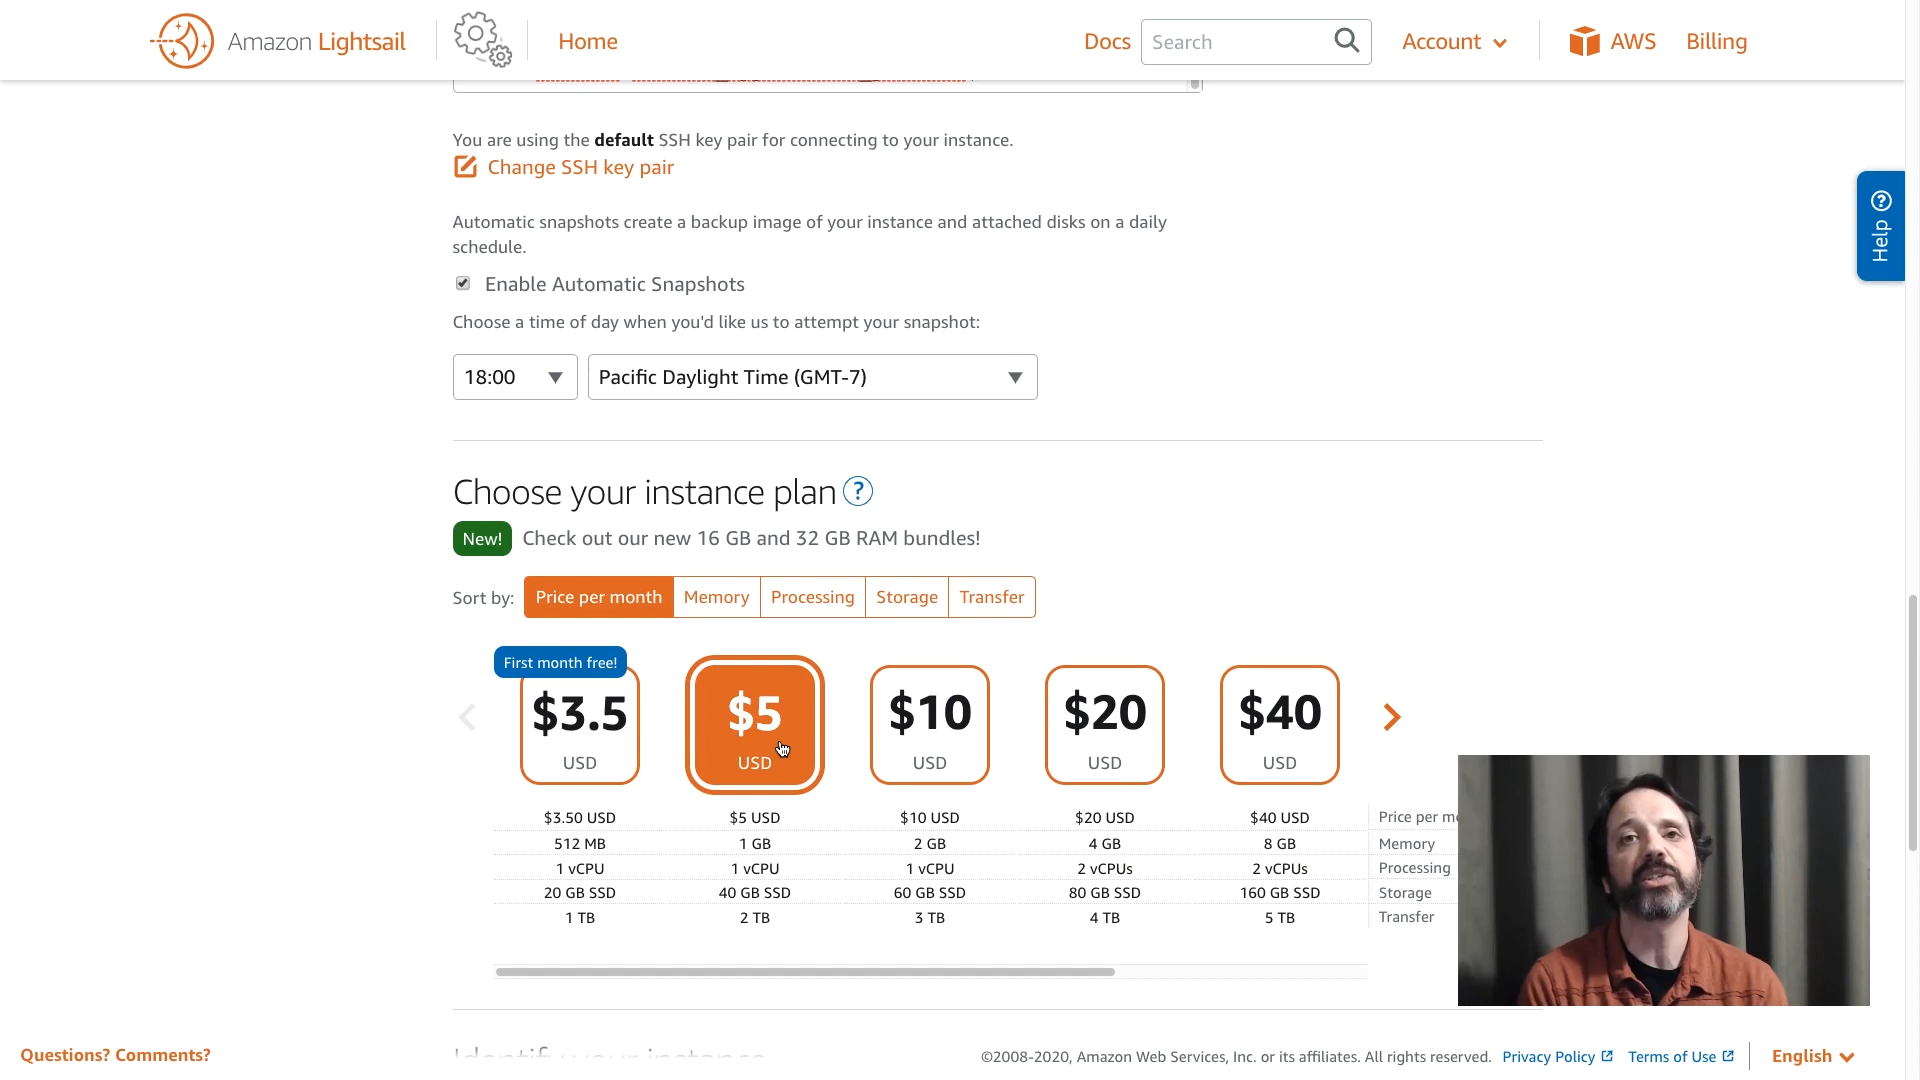 Amazon Lightsail
Home
Docs
Search
Account
AWS
Billing
You are using the default SSH key pair for connecting to your instance.
Change SSH key pair
Automatic snapshots create a backup image of your instance and attached disks on a daily
schedule.
Enable Automatic Snapshots
Choose a time of day when you'd like us to attempt your snapshot:
18:00
Pacific Daylight Time (GMT-7)
Help
Choose your instance plan
New! Check out our new 16 GB and 32 GB RAM bundles!
Sort by: Price per month Memory Processing Storage Transfer
First month free!
$3.5 $5 $10 $20 $40
USD USD USD USD USD
$3.50 USD $5 USD $10 USD $20 USD $40 USD Price per
512 MB 1 GB 2 GB 4 GB 8 GB Memory
1 vCPU 1 vCPU 1 vCPU 2 vCPUs 2 vCPUs Processing
20 GB SSD 40 GB SSD 60 GB SSD 80 GB SSD 160 GB SSD Storage
1 TB 2 TB 3 TB 4 TB 5 TB Transfer
Identify your instance
Questions? Comments?
©2008-2020, Amazon Web Services, Inc. or its affiliates. All rights reserved. Privacy Policy Terms of Use English